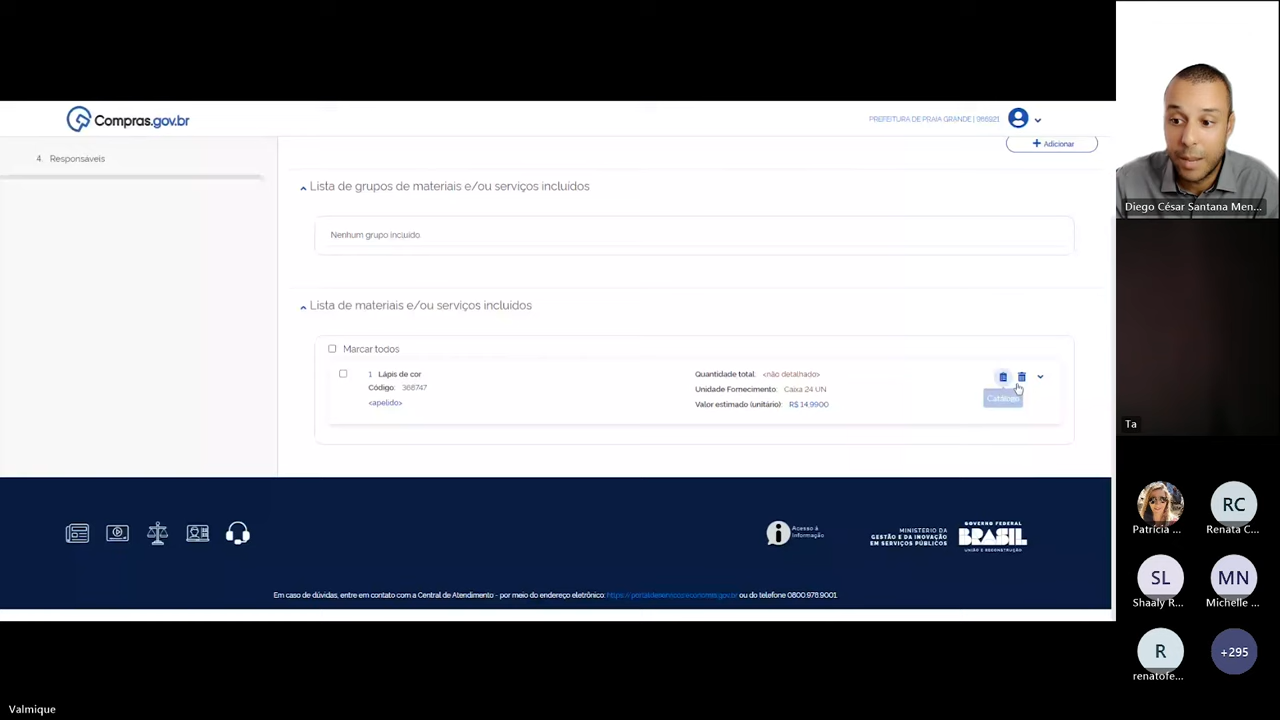 Compras.gov.br
PREFEITURA DE PRAIA GRANDE | 966921
4. Responsaveis
+ Adicionar
Lista de grupos de materiais e/ou serviços incluidos
Nenhum grupo incluido
Lista de materiais e/ou serviços incluidos
Marcar todos
1 Lápis de cor
Código: 368747
<apelido>
Quantidade total: <não detalhado>
Unidade Fornecimento: Caixa 24 UN
Valor estimado (unitário): R$ 14,9900
Catálogo
Acesso à
Informação
MINISTÉRIO DA
GESTÃO E DA INOVAÇÃO
EM SERVIÇOS PÚBLICOS
GOVERNO FEDERAL
BRASIL
UNIÃO E RECONSTRUÇÃO
Em caso de dúvidas, entre em contato com a Central de Atendimento - por meio do endereço eletrônico: ou do telefone 0800.978.9001
Diego César Santana Men...
Ta
Patrícia ...
RC
Renata C...
SL
Shaaly R...
MN
Michelle ...
R
renatofe...
+295
Valmique